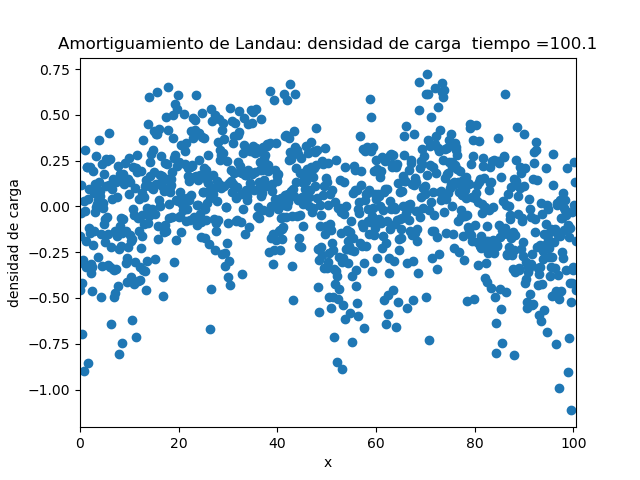 Amortiguamiento de Landau: densidad de carga  tiempo =100.1
densidad de carga
0.75
0.50
0.25
0.00
−0.25
−0.50
−0.75
−1.00
0 20 40 60 80 100
x